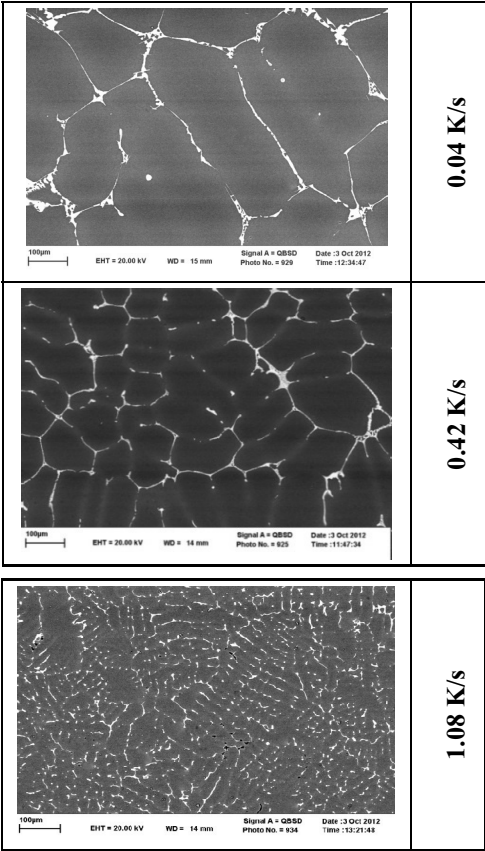 0.04 K/s
100µm
EHT = 20.00 kV
WD = 15 mm
Signal A = QBSD
Photo No. = 929
Date :3 Oct 2012
Time :12:34:47
0.42 K/s
100µm
EHT = 20.00 kV
WD = 14 mm
Signal A = QBSD
Photo No. = 925
Date :3 Oct 2012
Time :11:47:34
1.08 K/s
100µm
EHT = 20.00 kV
WD = 14 mm
Signal A = QBSD
Photo No. = 934
Date :3 Oct 2012
Time :13:21:48